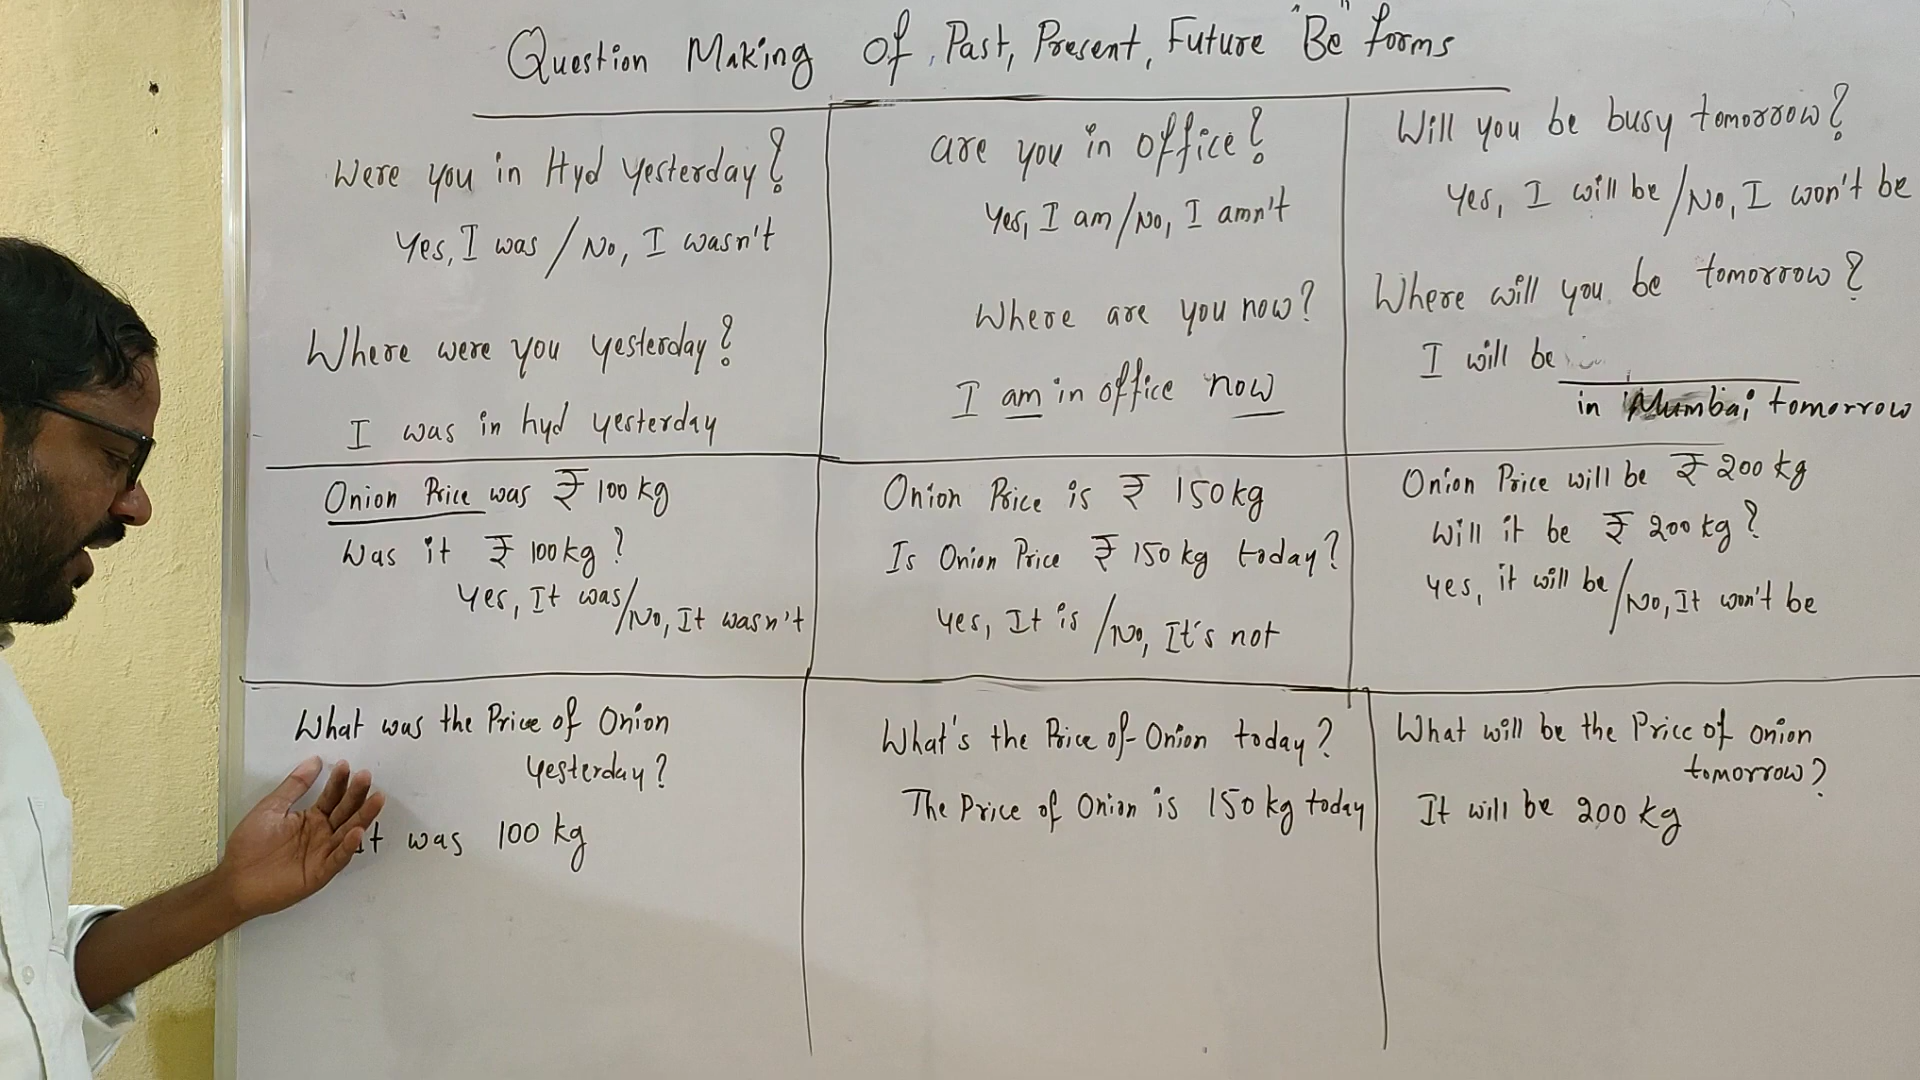 Question Making Of Past, Present, Future "Be" forms
Were you in Hyd yesterday?
Yes, I was / No, I wasn't
Where were you yesterday?
I was in hyd yesterday
are you in office?
Yes, I am / No, I amn't
Where are you now?
I am in office now
Will you be busy tomorrow?
Yes, I will be / No, I won't be
Where will you be tomorrow?
I will be
in Mumbai tomorrow
Onion Price was ₹ 100 kg
Was it ₹ 100 kg?
Yes, It was / No, It wasn't
Onion Price is ₹ 150 kg
Is Onion Price ₹ 150 kg today?
Yes, It is / No, It's not
Onion Price will be ₹ 200 kg
Will it be ₹ 200 kg?
Yes, it will be / No, It won't be
What was the Price of Onion
Yesterday?
It was 100 kg
What's the Price of Onion today?
The Price of Onion is 150 kg today
What will be the Price of onion
tomorrow?
It will be 200 kg